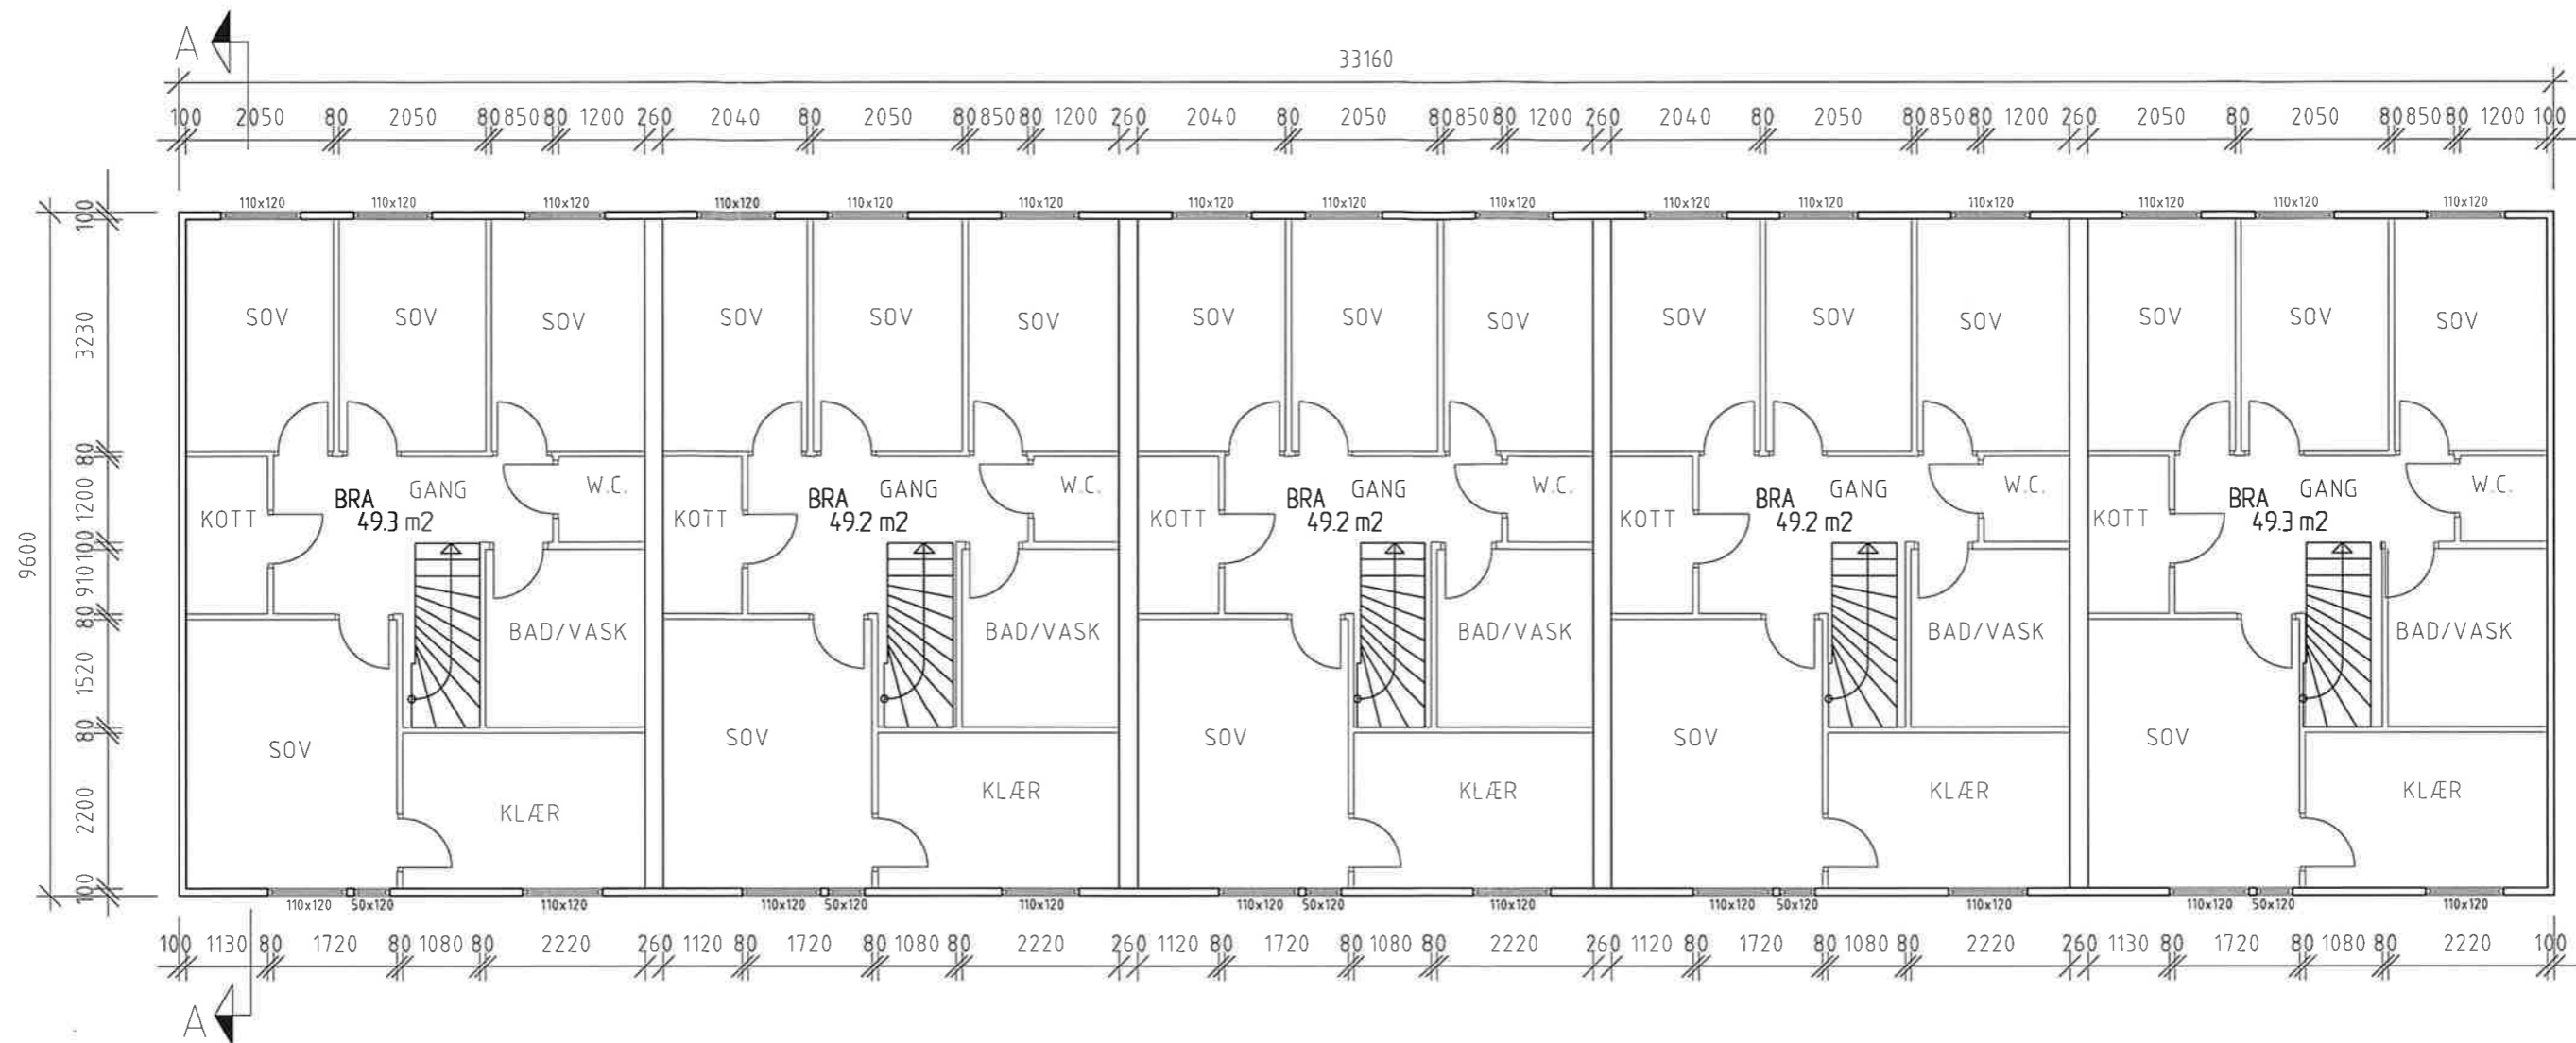 A
33160
100 2050 80 2050 80 850 80 1200 260 2040 80 2050 80 850 80 1200 260 2040 80 2050 80 850 80 1200 260 2040 80 2050 80 850 80 1200 260 2050 80 2050 80 850 80 1200 100
110x120 110x120 110x120 110x120 110x120 110x120 110x120 110x120 110x120 110x120 110x120 110x120 110x120 110x120 110x120
9600
100
3230
80
1200
100
910
80
1520
80
2200
100
SOV SOV SOV SOV SOV SOV SOV SOV SOV SOV SOV SOV SOV SOV SOV
GANG W.C. GANG W.C. GANG W.C. GANG W.C. GANG W.C.
BRA BRA BRA BRA BRA
KOTT 49.3 m2 KOTT 49.2 m2 KOTT 49.2 m2 KOTT 49.2 m2 KOTT 49.3 m2
BAD/VASK BAD/VASK BAD/VASK BAD/VASK BAD/VASK
SOV SOV SOV SOV SOV
KLÆR KLÆR KLÆR KLÆR KLÆR
110x120 50x120 110x120 110x120 50x120 110x120 110x120 50x120 110x120 110x120 50x120 110x120 110x120 50x120 110x120
100 1130 80 1720 80 1080 80 2220 260 1120 80 1720 80 1080 80 2220 260 1120 80 1720 80 1080 80 2220 260 1120 80 1720 80 1080 80 2220 260 1130 80 1720 80 1080 80 2220 100
A